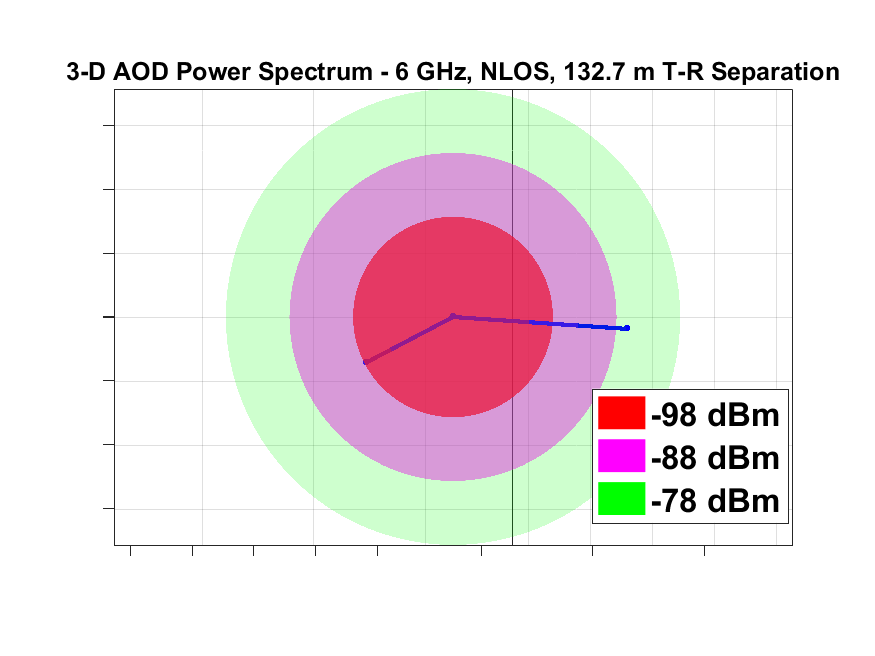 3-D AOD Power Spectrum - 6 GHz, NLOS, 132.7 m T-R Separation
-98 dBm
-88 dBm
-78 dBm